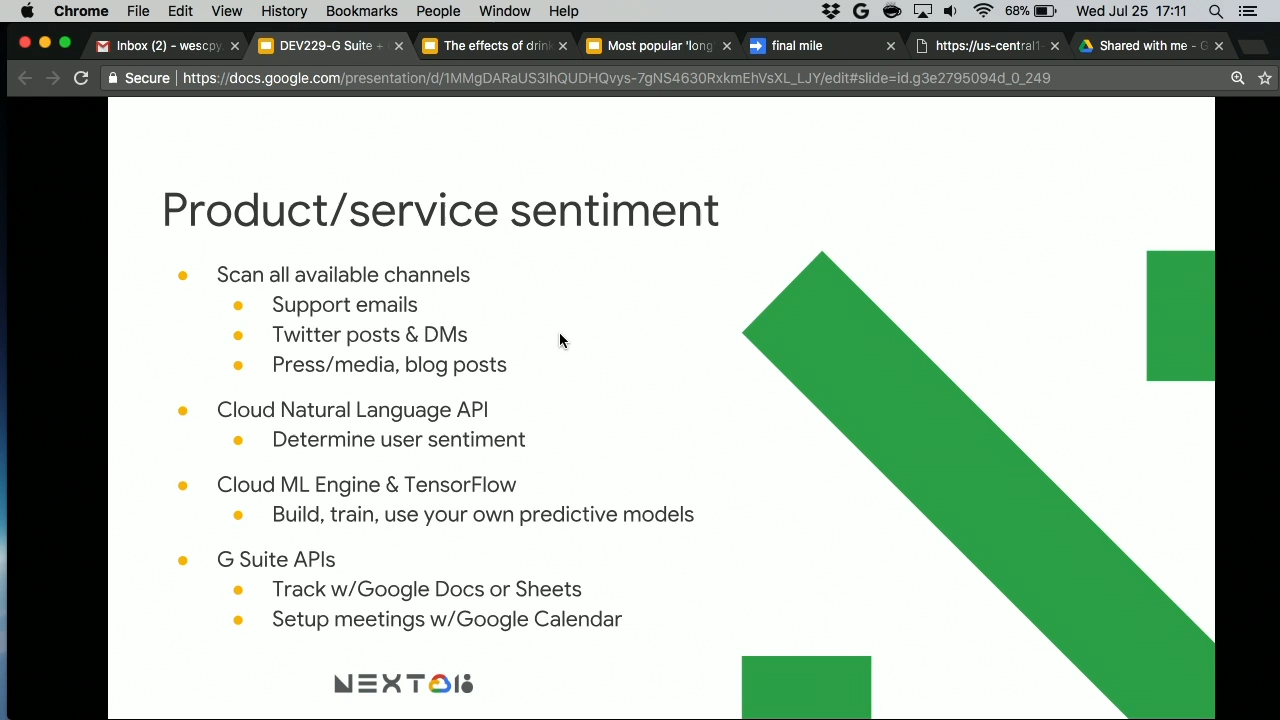 Chrome File Edit View History Bookmarks People Window Help 68% Wed Jul 25 17:11
Inbox (2) - wescpy DEV229-G Suite + The effects of drin Most popular 'long final mile https://us-central1- Shared with me - G
Secure https://docs.google.com/presentation/d/1MMgDARaUS3IhQUDHQvys-7gNS4630RxkmEhVsXL_LJY/edit#slide=id.g3e2795094d_0_249
Product/service sentiment
Scan all available channels
Support emails
Twitter posts & DMs
Press/media, blog posts
Cloud Natural Language API
Determine user sentiment
Cloud ML Engine & TensorFlow
Build, train, use your own predictive models
G Suite APIs
Track w/Google Docs or Sheets
Setup meetings w/Google Calendar
NEXT18